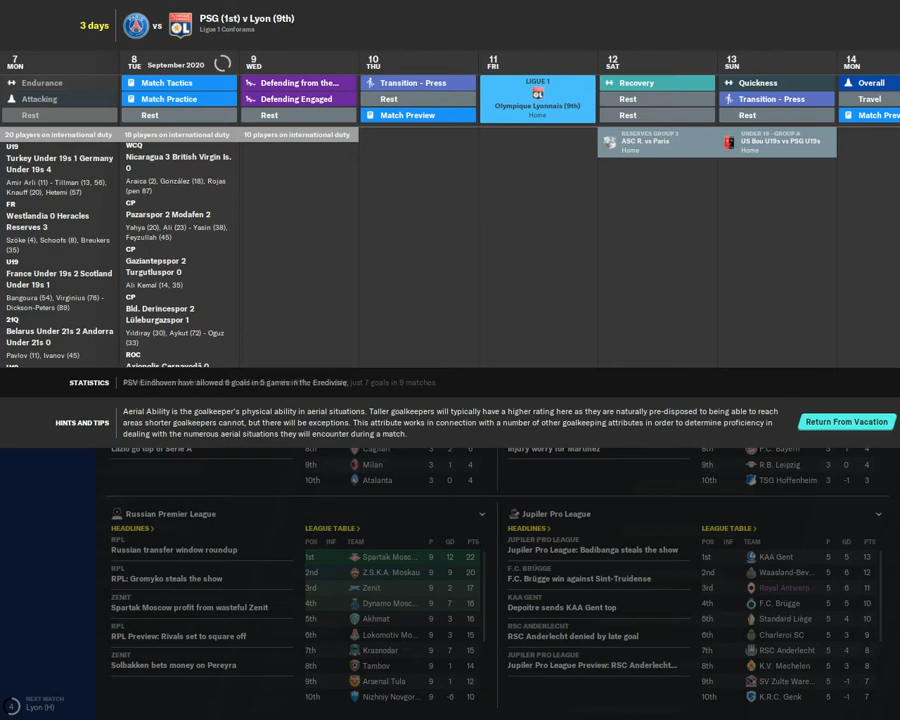 3 days
vs
PSG (1st) v Lyon (9th)
Ligue 1 Conforama
7
MON
8
TUE
September 2020
9
WED
10
THU
11
FRI
12
SAT
13
SUN
14
MON
Endurance
Match Tactics
Defending from the...
Transition - Press
LIGUE 1
Olympique Lyonnais (9th)
Home
Recovery
Quickness
Overall
Attacking
Match Practice
Defending Engaged
Rest
Rest
Transition - Press
Travel
Rest
Rest
Rest
Match Preview
Rest
Rest
Match Prev
20 players on international duty
18 players on international duty
10 players on international duty
RESERVES GROUP 3
ASC R. vs Paris
Home
UNDER 19 - GROUP A
US Bou U19s vs PSG U19s
Home
U19
Turkey Under 19s 1 Germany
Under 19s 4
Amir Arli (11) - Tillman (13, 56),
Knauff (20), Hetemi (57)
FR
Westlandia 0 Heracles
Reserves 3
Szöke (4), Schoofs (8), Breukers
(35)
U19
France Under 19s 2 Scotland
Under 19s 1
Bangoura (54), Virginius (76) -
Dickson-Peters (89)
21Q
Belarus Under 21s 2 Andorra
Under 21s 0
Pavlov (11), Ivanov (45)
WCQ
Nicaragua 3 British Virgin Is.
0
Araica (2), González (18), Rojas
(pen 87)
CP
Pazarspor 2 Modafen 2
Yahya (20), Ali (23) - Yasin (38),
Feyzullah (45)
CP
Gaziantepspor 2
Turgutluspor 0
Ali Kemal (14, 35)
CP
Bld. Derincespor 2
Lüleburgazspor 1
Yıldıray (30), Aykut (72) - Oguz
(33)
ROC
Axiopolis Cernavodă 0
STATISTICS
just 7 goals in 9 matches.
HINTS AND TIPS
Aerial Ability is the goalkeeper's physical ability in aerial situations. Taller goalkeepers will typically have a higher rating here as they are naturally pre-disposed to being able to reach
areas shorter goalkeepers cannot, but there will be exceptions. This attribute works in connection with a number of other goalkeeping attributes in order to determine proficiency in
dealing with the numerous aerial situations they will encounter during a match.
Return From Vacation
Lazio go top of Serie A
8th Cagliari 3 2 6
9th Milan 3 1 4
10th Atalanta 3 0 4
Injury worry for Martínez
8th F.C. Bayern 3 1 4
9th R.B. Leipzig 3 0 4
10th TSG Hoffenheim 3 -1 3
Russian Premier League
HEADLINES >
RPL
Russian transfer window roundup
RPL
RPL: Gromyko steals the show
ZENIT
Spartak Moscow profit from wasteful Zenit
RPL
RPL Preview: Rivals set to square off
ZENIT
Solbakken bets money on Pereyra
LEAGUE TABLE >
POS INF TEAM P GD PTS
1st Spartak Mosc... 9 12 22
2nd Z.S.K.A. Moskau 9 9 20
3rd Zenit 9 2 17
4th Dynamo Mosc... 9 7 16
5th Akhmat 9 3 16
6th Lokomotiv Mo... 9 3 15
7th Krasnodar 9 7 15
8th Tambov 9 1 14
9th Arsenal Tula 9 1 12
10th Nizhniy Novgor... 9 -6 10
Jupiler Pro League
HEADLINES >
JUPILER PRO LEAGUE
Jupiler Pro League: Badibanga steals the show
F.C. BRÜGGE
F.C. Brügge win against Sint-Truidense
KAA GENT
Depoitre sends KAA Gent top
RSC ANDERLECHT
RSC Anderlecht denied by late goal
JUPILER PRO LEAGUE
Jupiler Pro League Preview: RSC Anderlecht...
LEAGUE TABLE >
POS INF TEAM P GD PTS
1st KAA Gent 5 5 13
2nd Waasland-Bev... 5 6 12
3rd Royal Antwerp 5 6 11
4th F.C. Brügge 5 5 10
5th Standard Liège 5 4 10
6th Charleroi SC 5 3 9
7th RSC Anderlecht 5 4 8
8th K.V. Mechelen 5 3 8
9th SV Zulte Ware... 5 -1 7
10th K.R.C. Genk 5 -1 7
4
NEXT MATCH
Lyon (H)